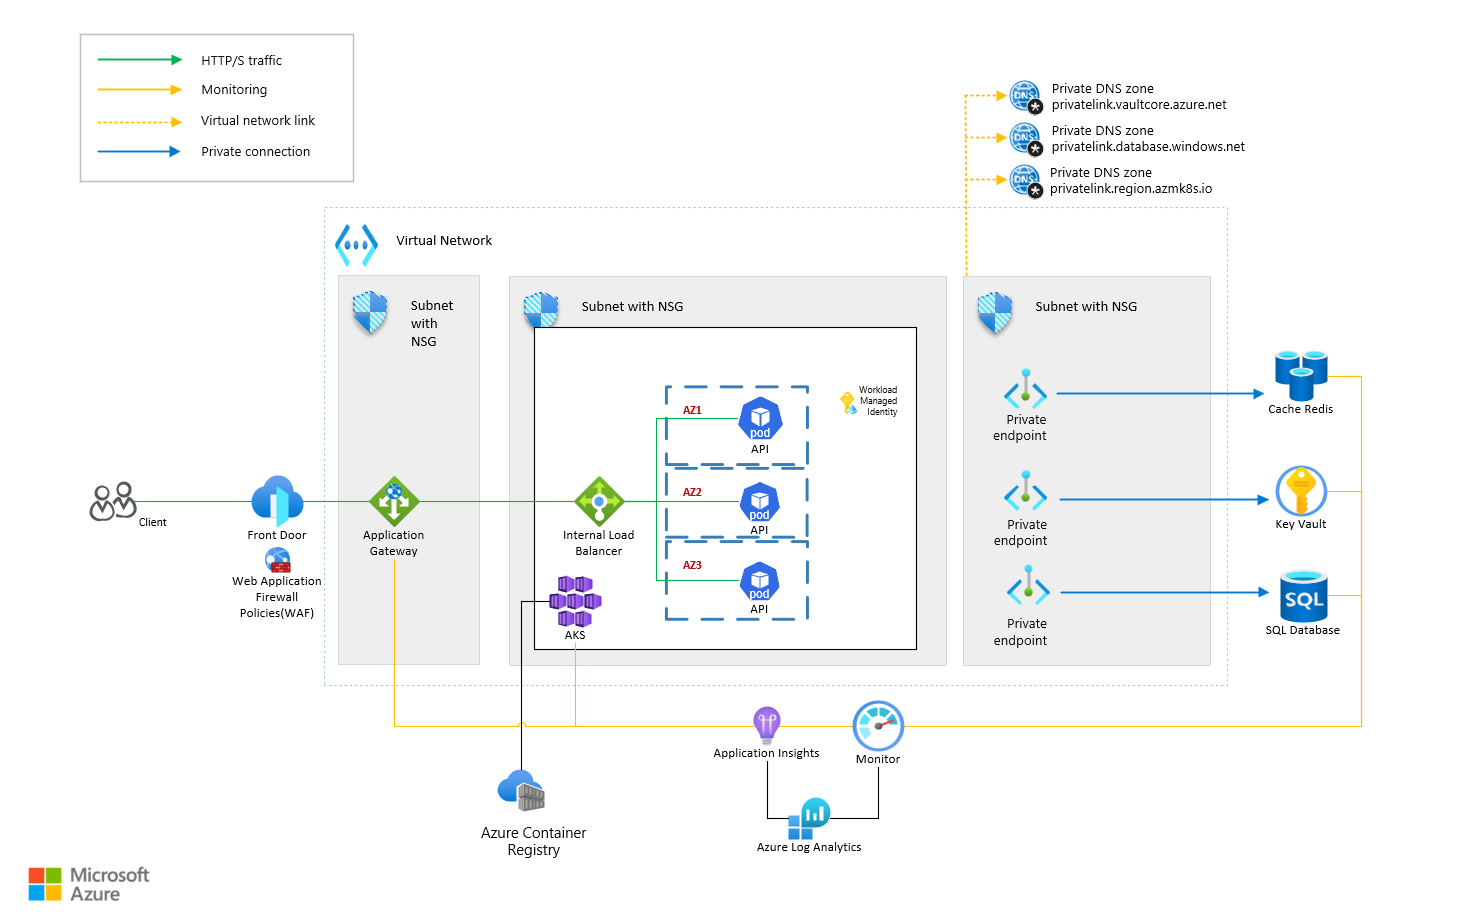 HTTP/S traffic
Monitoring
Virtual network link
Private connection
DNS
Private DNS zone
privatelink.vaultcore.azure.net
DNS
Private DNS zone
privatelink.database.windows.net
DNS
Private DNS zone
privatelink.region.azmk8s.io
Virtual Network
Subnet
with
NSG
Subnet with NSG
Subnet with NSG
Workload
Managed
Identity
AZ1
pod
API
AZ2
pod
API
AZ3
pod
API
Client
Front Door
Web Application
Firewall
Policies(WAF)
Application
Gateway
Internal Load
Balancer
AKS
Private
endpoint
Private
endpoint
Private
endpoint
Cache Redis
Key Vault
SQL
SQL Database
Application Insights
Monitor
Azure Log Analytics
Azure Container
Registry
Microsoft
Azure